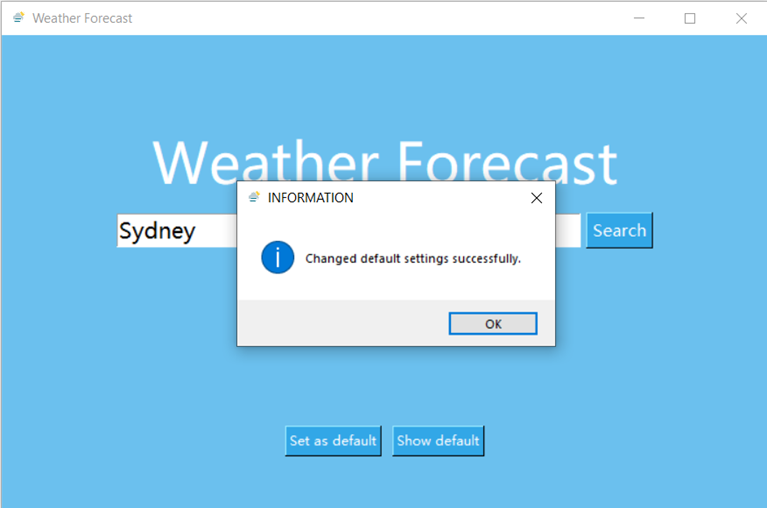 Weather Forecast
Weather Forecast
INFORMATION
Sydney
Search
Changed default settings successfully.
OK
Set as default
Show default